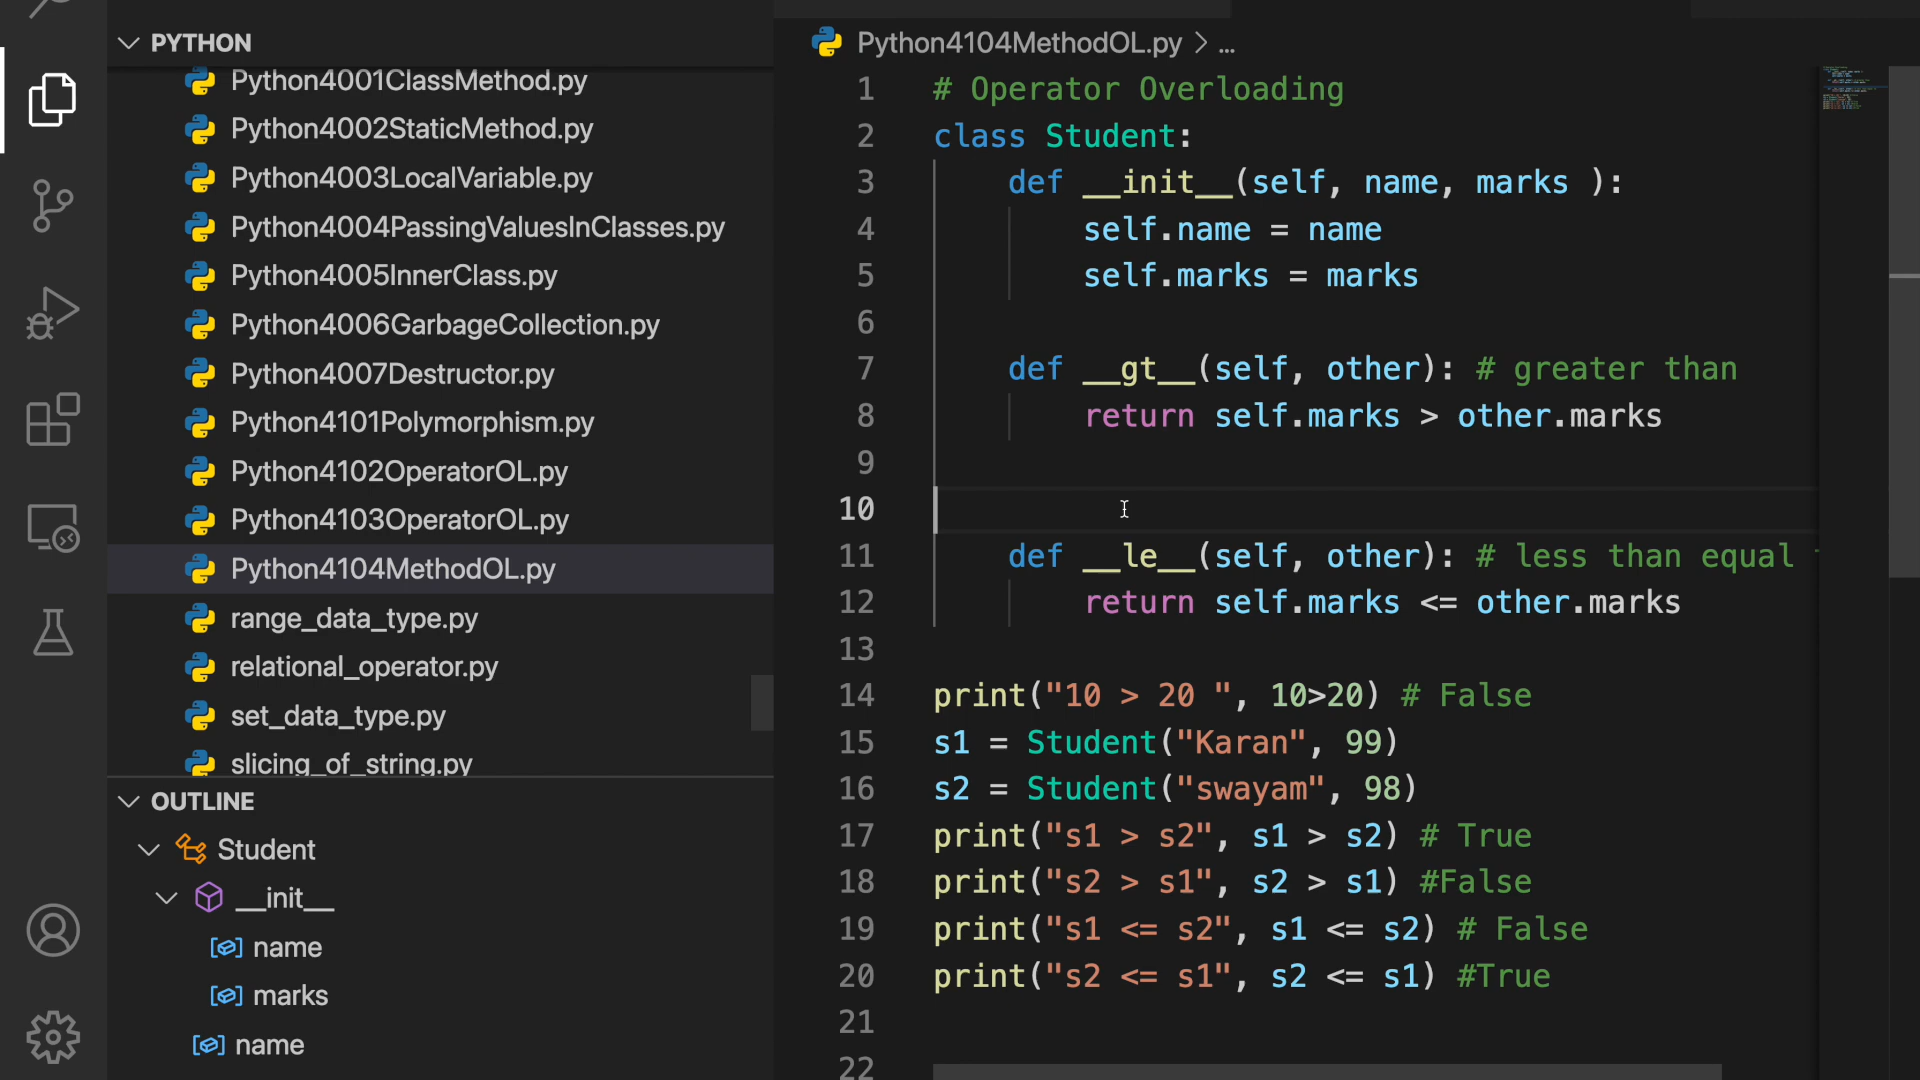 PYTHON
Python4001ClassMethod.py
Python4002StaticMethod.py
Python4003LocalVariable.py
Python4004PassingValuesInClasses.py
Python4005InnerClass.py
Python4006GarbageCollection.py
Python4007Destructor.py
Python4101Polymorphism.py
Python4102OperatorOL.py
Python4103OperatorOL.py
Python4104MethodOL.py
range_data_type.py
relational_operator.py
set_data_type.py
slicing_of_string.py
OUTLINE
Student
__init__
name
marks
name
Python4104MethodOL.py > ...
1 # Operator Overloading
2 class Student:
3 def __init__(self, name, marks ):
4 self.name = name
5 self.marks = marks
6
7 def __gt__(self, other): # greater than
8 return self.marks > other.marks
9
10
11 def __le__(self, other): # less than equal
12 return self.marks <= other.marks
13
14 print("10 > 20 ", 10>20) # False
15 s1 = Student("Karan", 99)
16 s2 = Student("swayam", 98)
17 print("s1 > s2", s1 > s2) # True
18 print("s2 > s1", s2 > s1) #False
19 print("s1 <= s2", s1 <= s2) # False
20 print("s2 <= s1", s2 <= s1) #True
21
22